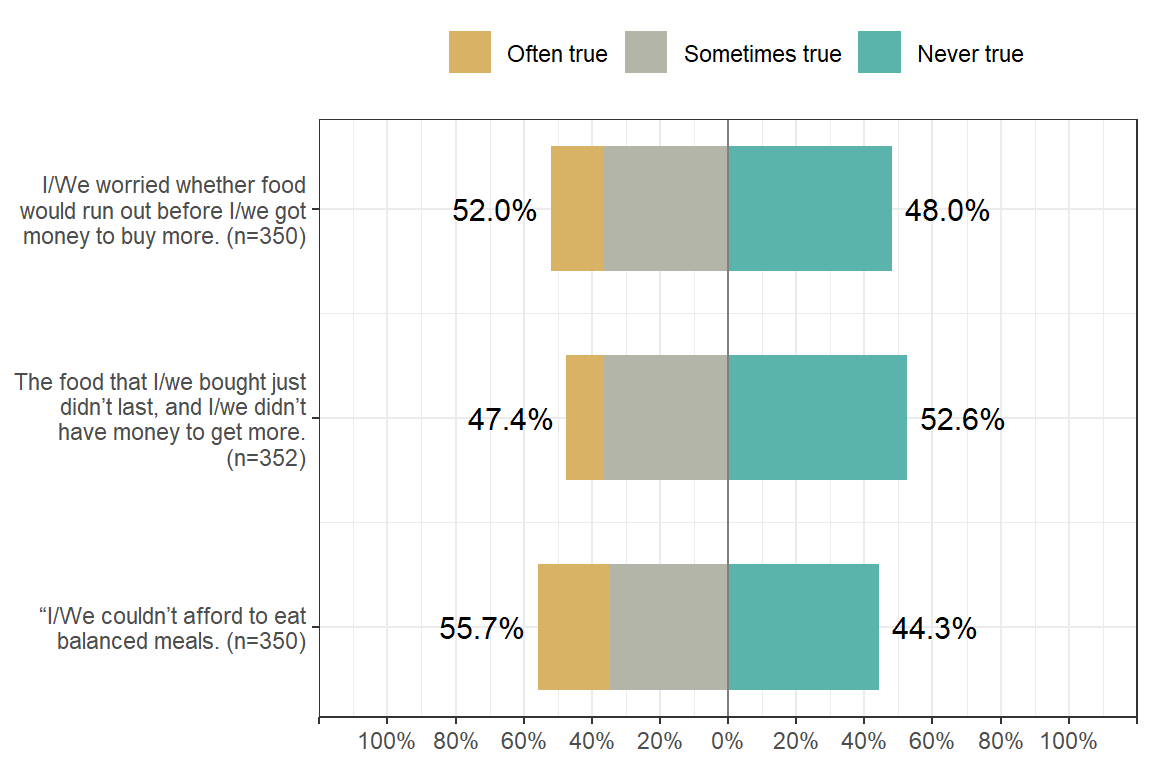 Often true Sometimes true Never true
I/We worried whether food
would run out before I/we got
money to buy more. (n=350)
52.0% 48.0%
The food that I/we bought just
didn’t last, and I/we didn’t
have money to get more.
(n=352)
47.4% 52.6%
“I/We couldn’t afford to eat
balanced meals. (n=350)
55.7% 44.3%
100% 80% 60% 40% 20% 0% 20% 40% 60% 80% 100%